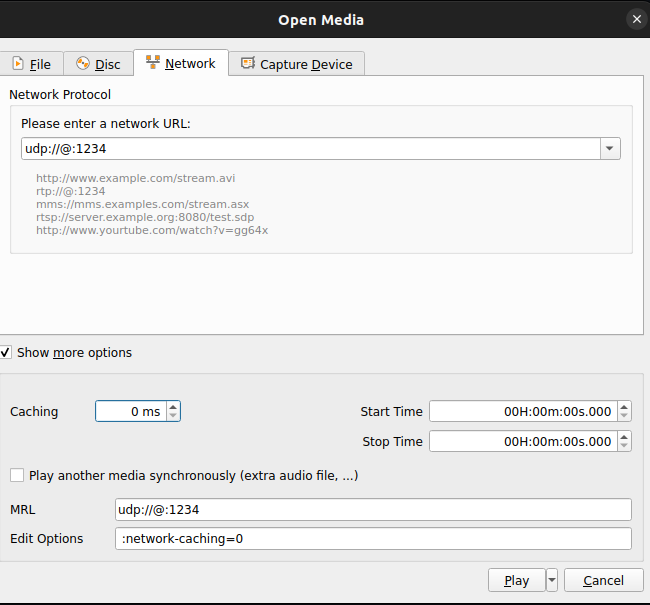 Open Media
File Disc Network Capture Device
Network Protocol
Please enter a network URL:
udp://@:1234
http://www.example.com/stream.avi
rtp://@:1234
mms://mms.examples.com/stream.asx
rtsp://server.example.org:8080/test.sdp
http://www.yourtube.com/watch?v=gg64x
Show more options
Caching 0 ms Start Time 00H:00m:00s.000
Stop Time 00H:00m:00s.000
Play another media synchronously (extra audio file, ...)
MRL udp://@:1234
Edit Options :network-caching=0
Play Cancel